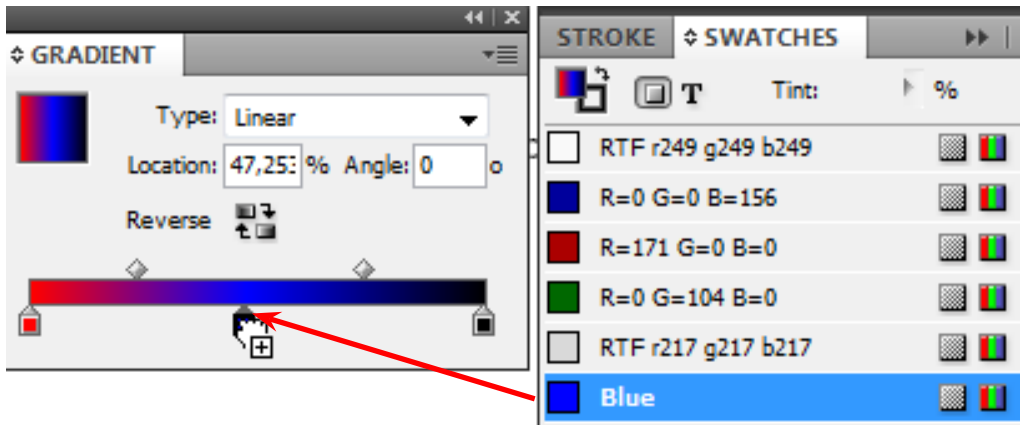 GRADIENT
Type: Linear
Location: 47,253 % Angle: 0 o
Reverse
STROKE SWATCHES
T Tint: %
RTF r249 g249 b249
R=0 G=0 B=156
R=171 G=0 B=0
R=0 G=104 B=0
RTF r217 g217 b217
Blue